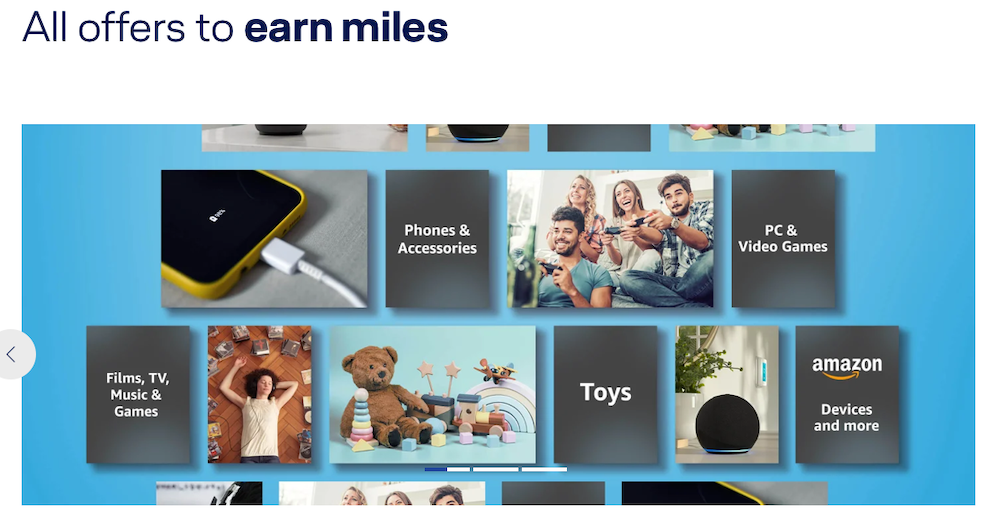 All offers to earn miles
Phones &
Accessories
PC &
Video Games
Films, TV,
Music &
Games
Toys
amazon
Devices
and more